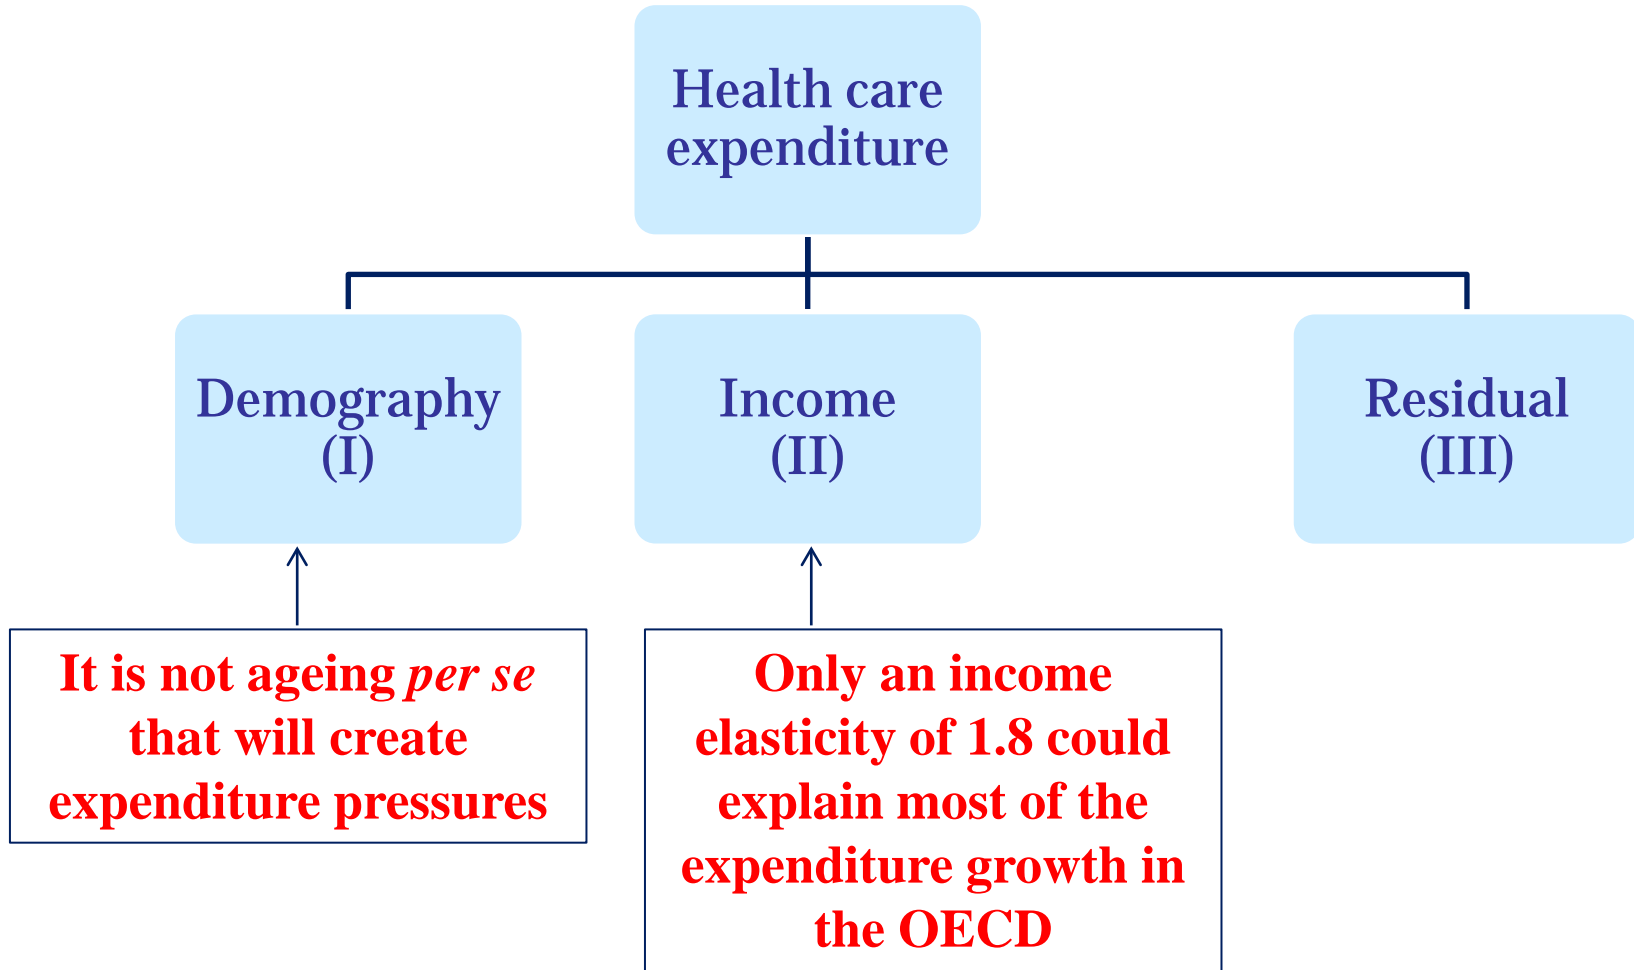 Health care
expenditure
Demography
(I)
Income
(II)
Residual
(III)
It is not ageing per se
that will create
expenditure pressures
Only an income
elasticity of 1.8 could
explain most of the
expenditure growth in
the OECD